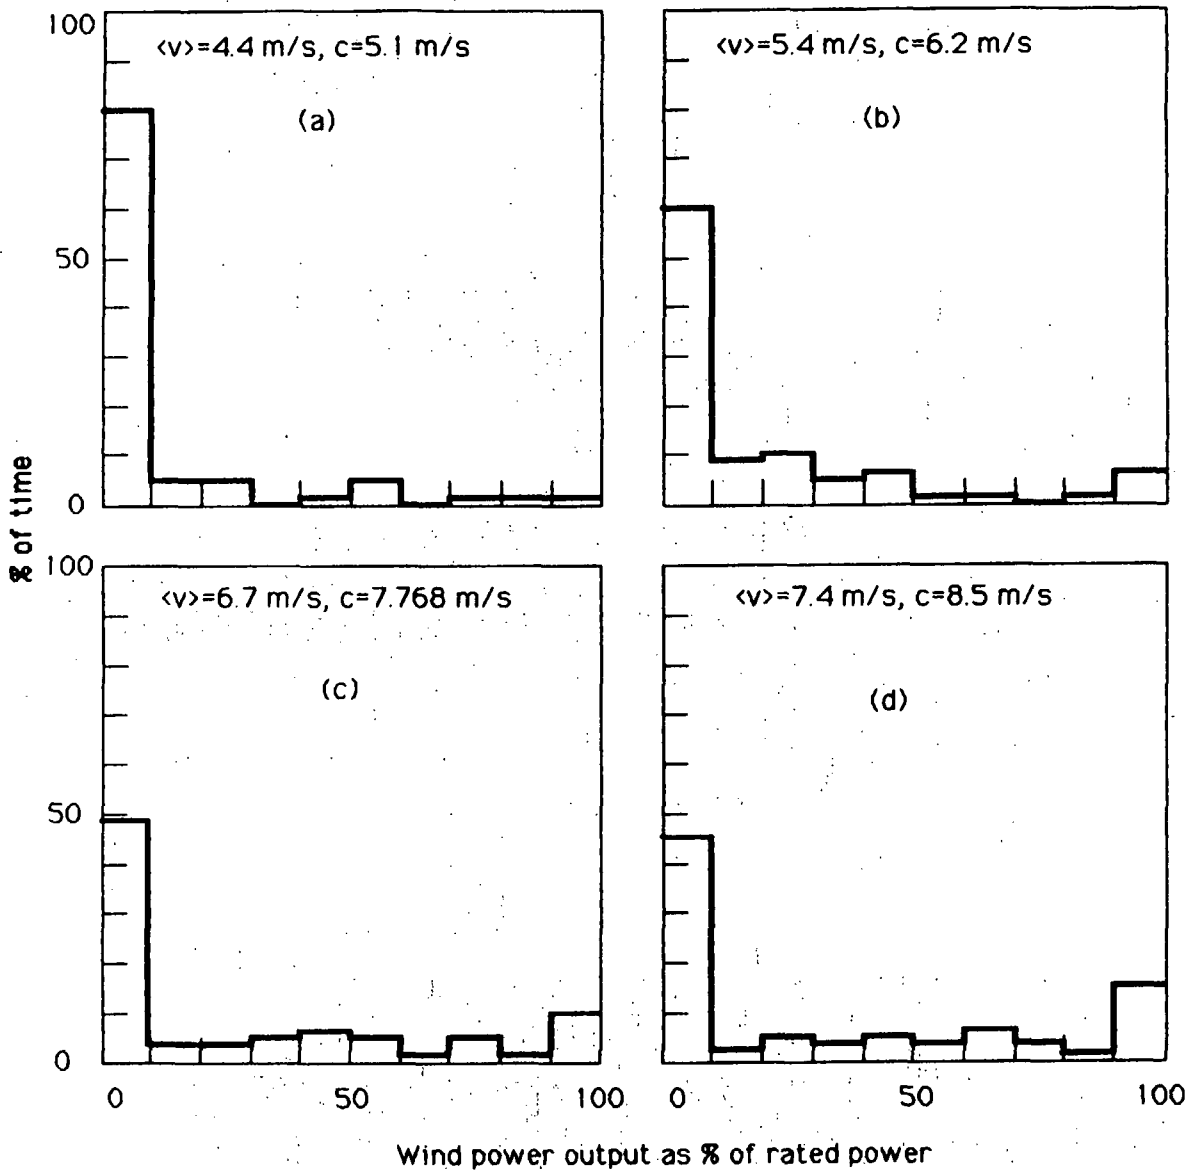 100
<v>=4.4 m/s, c=5.1 m/s
(a)
50
0
<v>=5.4 m/s, c=6.2 m/s
(b)
% of time
100
<v>=6.7 m/s, c=7.768 m/s
(c)
50
0
0 50 100
<v>=7.4 m/s, c=8.5 m/s
(d)
0 50 100
Wind power output as % of rated power